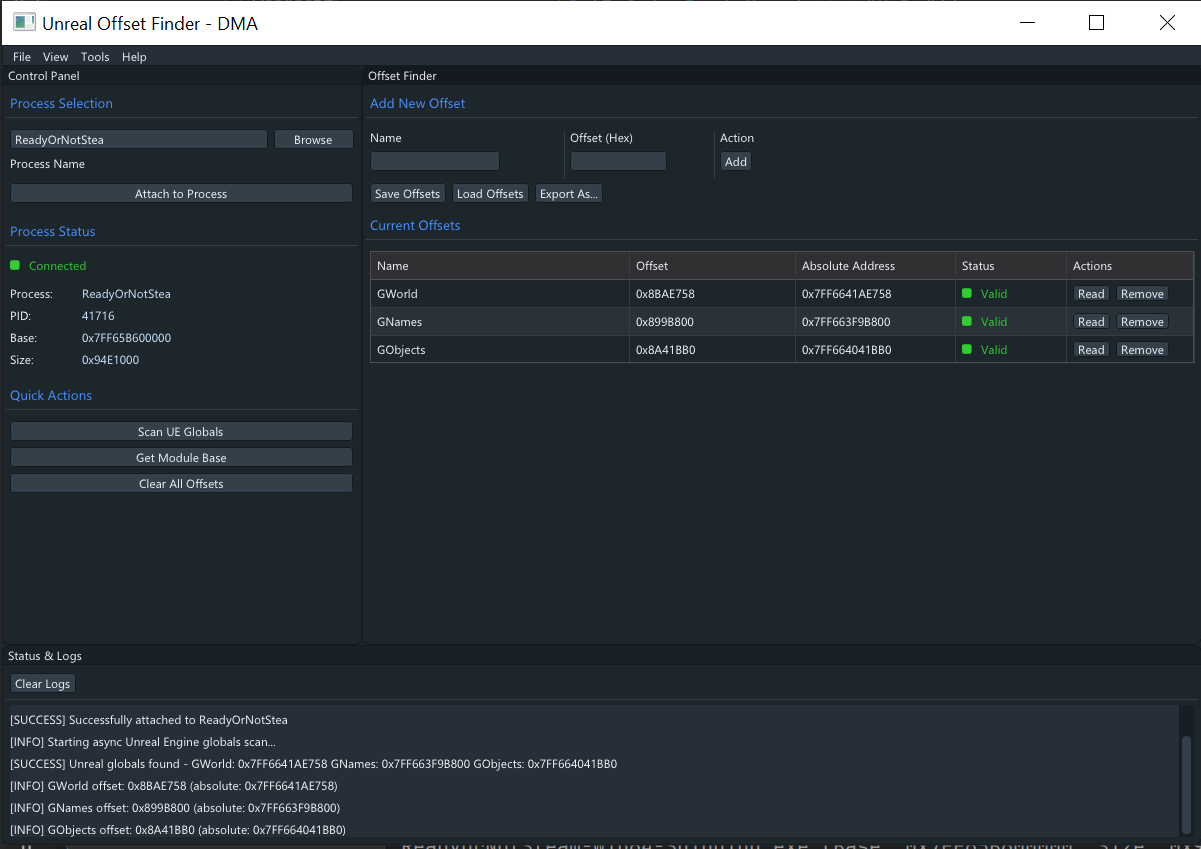 Unreal Offset Finder - DMA
File View Tools Help
Control Panel
Process Selection
ReadyOrNotStea Browse
Process Name
Attach to Process
Process Status
Connected
Process: ReadyOrNotStea
PID: 41716
Base: 0x7FF65B600000
Size: 0x94E1000
Quick Actions
Scan UE Globals
Get Module Base
Clear All Offsets
Offset Finder
Add New Offset
Name Offset (Hex) Action
Add
Save Offsets Load Offsets Export As...
Current Offsets
Name Offset Absolute Address Status Actions
GWorld 0x8BAE758 0x7FF6641AE758 Valid Read Remove
GNames 0x899B800 0x7FF663F9B800 Valid Read Remove
GObjects 0x8A41BB0 0x7FF664041BB0 Valid Read Remove
Status & Logs
Clear Logs
[SUCCESS] Successfully attached to ReadyOrNotStea
[INFO] Starting async Unreal Engine globals scan...
[SUCCESS] Unreal globals found - GWorld: 0x7FF6641AE758 GNames: 0x7FF663F9B800 GObjects: 0x7FF664041BB0
[INFO] GWorld offset: 0x8BAE758 (absolute: 0x7FF6641AE758)
[INFO] GNames offset: 0x899B800 (absolute: 0x7FF663F9B800)
[INFO] GObjects offset: 0x8A41BB0 (absolute: 0x7FF664041BB0)